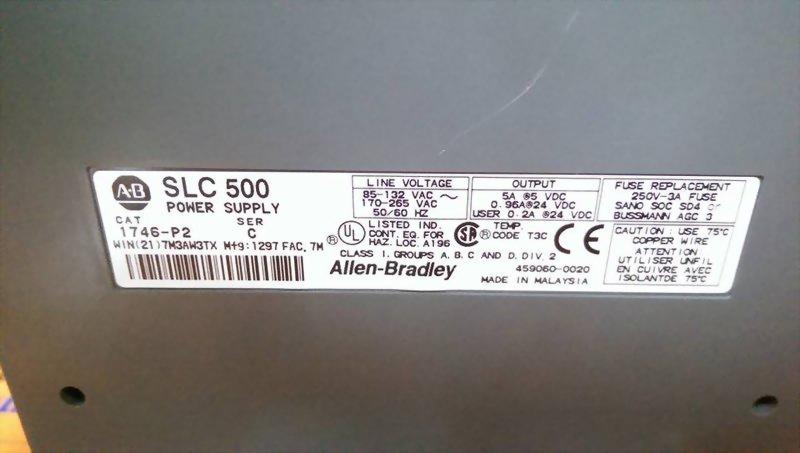 A-B SLC 500
POWER SUPPLY
CAT SER
1746-P2 C
WIN(21)7M3AW3TX Mfg:1297 FAC. 7M
LINE VOLTAGE
85-132 VAC ~
170-265 VAC
50/60 HZ
OUTPUT
5A @5 VDC
0.96A@24 VDC
USER 0.2A @24 VDC
FUSE REPLACEMENT
250V-3A FUSE
SANO SOC SD4
BUSSMANN AGC 3
UL ® LISTED IND.
CONT. EQ. FOR
HAZ. LOC. A196
SA ® TEMP.
CODE T3C
CE
CLASS I. GROUPS A, B, C AND D, DIV. 2
Allen-Bradley
459060-0020
MADE IN MALAYSIA
CAUTION : USE 75°C
COPPER WIRE
ATTENTION
UTILISER UNFIL
EN CUIVRE AVEC
ISOLANTDE 75°C